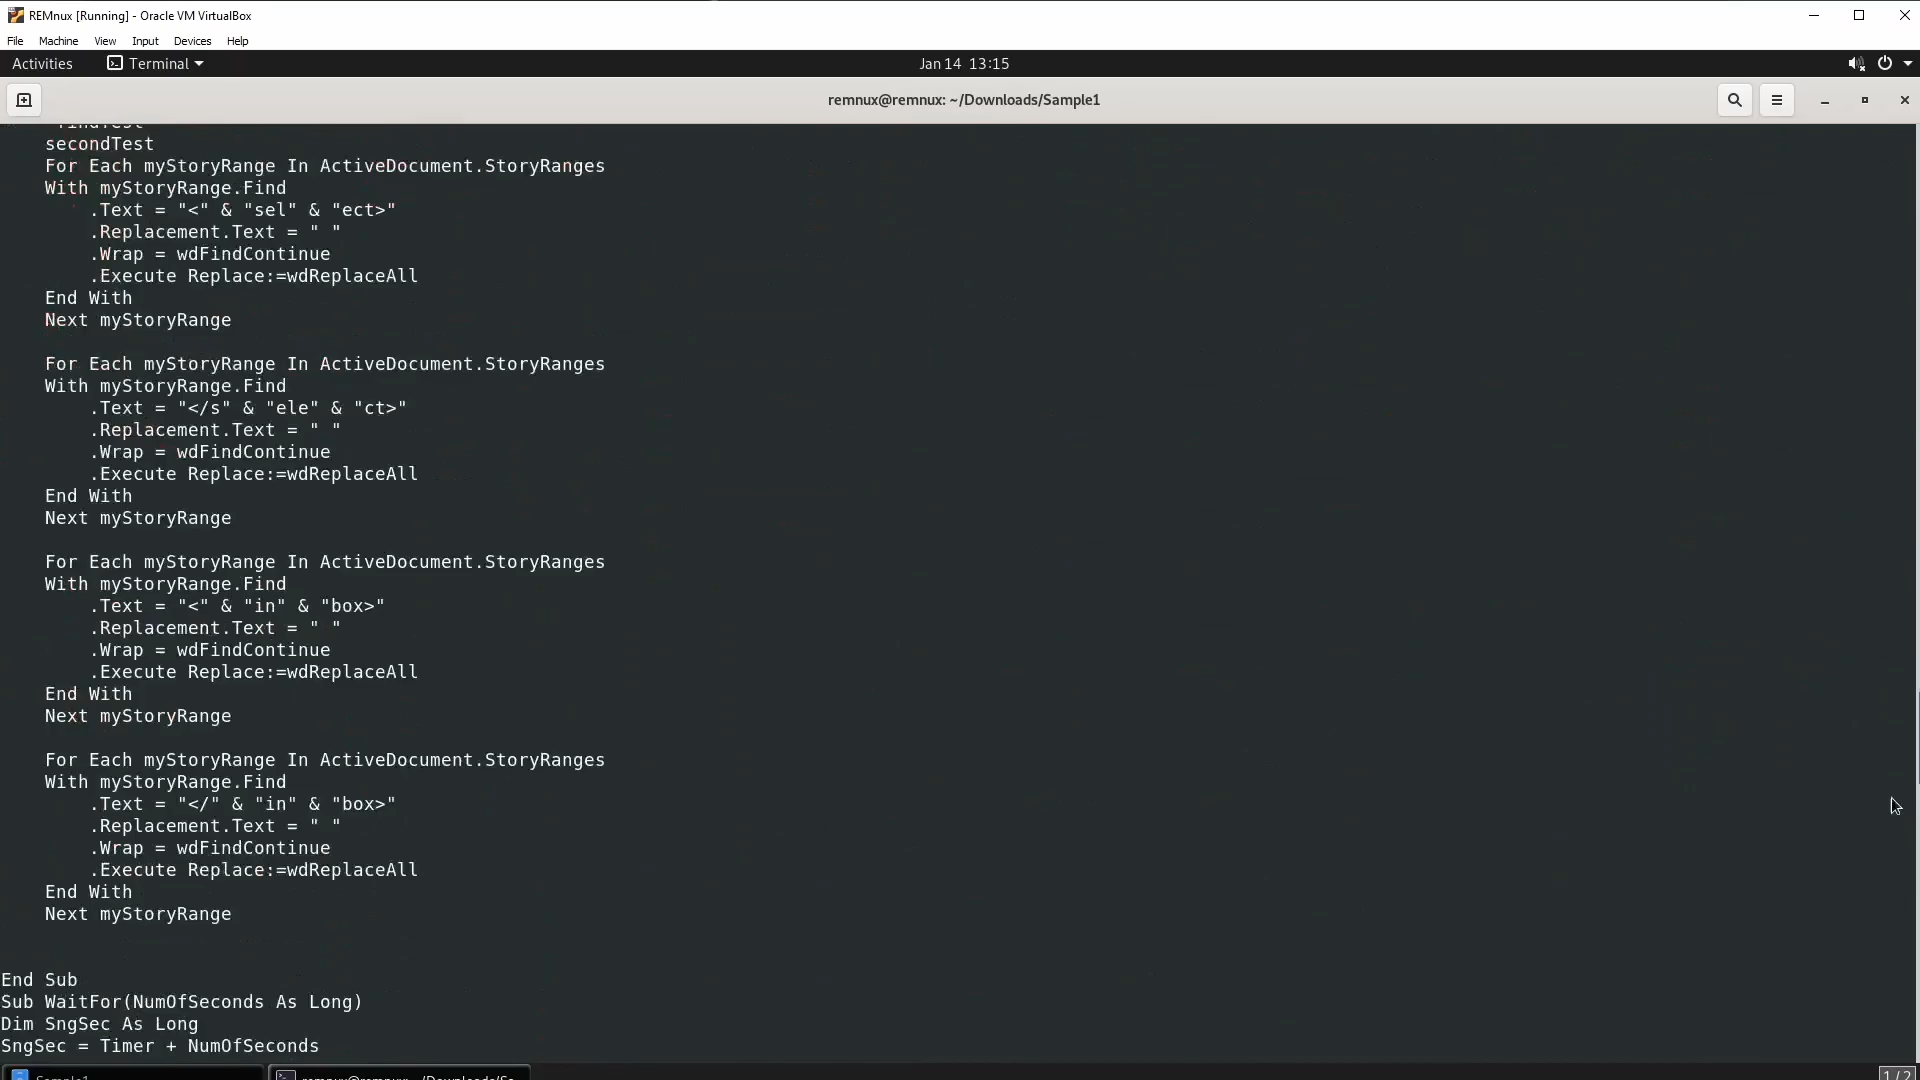 REMnux [Running] - Oracle VM VirtualBox
File Machine View Input Devices Help
Activities Terminal Jan 14 13:15
remnux@remnux: ~/Downloads/Sample1
secondTest
For Each myStoryRange In ActiveDocument.StoryRanges
With myStoryRange.Find
.Text = "<" & "sel" & "ect>"
.Replacement.Text = " "
.Wrap = wdFindContinue
.Execute Replace:=wdReplaceAll
End With
Next myStoryRange
For Each myStoryRange In ActiveDocument.StoryRanges
With myStoryRange.Find
.Text = "</s" & "ele" & "ct>"
.Replacement.Text = " "
.Wrap = wdFindContinue
.Execute Replace:=wdReplaceAll
End With
Next myStoryRange
For Each myStoryRange In ActiveDocument.StoryRanges
With myStoryRange.Find
.Text = "<" & "in" & "box>"
.Replacement.Text = " "
.Wrap = wdFindContinue
.Execute Replace:=wdReplaceAll
End With
Next myStoryRange
For Each myStoryRange In ActiveDocument.StoryRanges
With myStoryRange.Find
.Text = "</" & "in" & "box>"
.Replacement.Text = " "
.Wrap = wdFindContinue
.Execute Replace:=wdReplaceAll
End With
Next myStoryRange
End Sub
Sub WaitFor(NumOfSeconds As Long)
Dim SngSec As Long
SngSec = Timer + NumOfSeconds
1 / 2